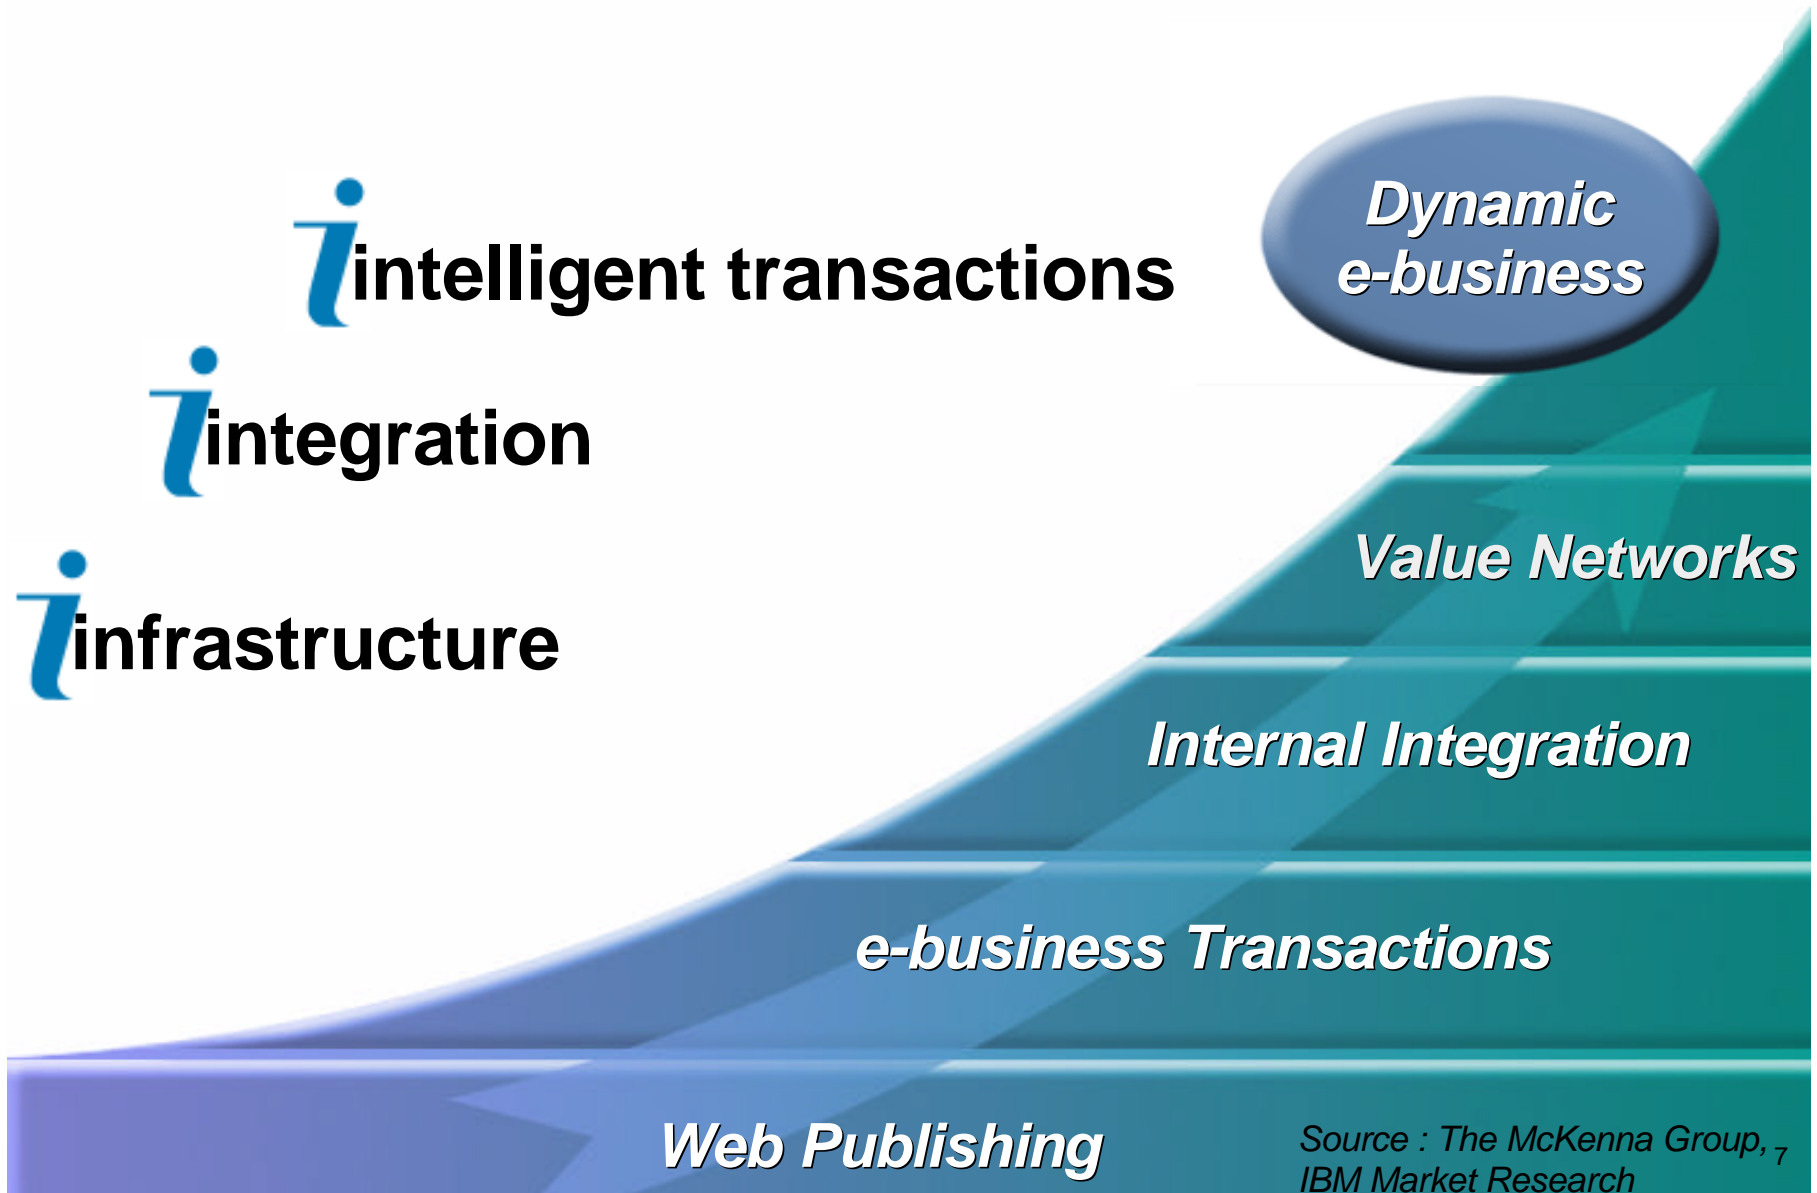 Dynamic
e-business
i intelligent transactions
i integration
Value Networks
i infrastructure
Internal Integration
e-business Transactions
Web Publishing
Source : The McKenna Group,
IBM Market Research
7